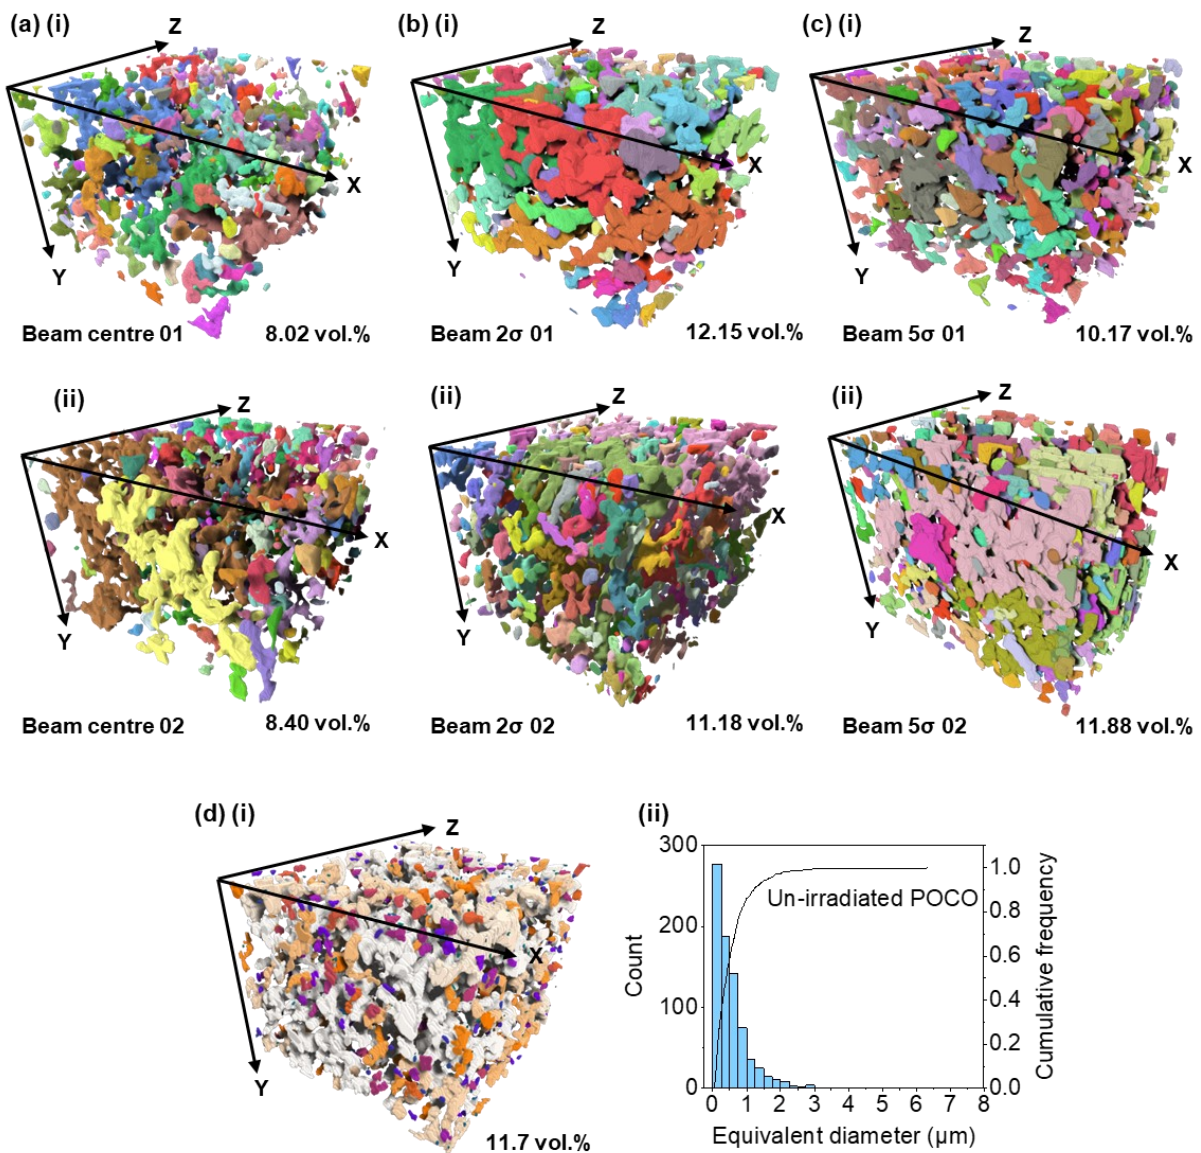 (a) (i)
Z
X
Y
Beam centre 01
8.02 vol.%
(b) (i)
Z
X
Y
Beam 2σ 01
12.15 vol.%
(c) (i)
Z
X
Y
Beam 5σ 01
10.17 vol.%
(ii)
Z
X
Y
Beam centre 02
8.40 vol.%
(ii)
Z
X
Y
Beam 2σ 02
11.18 vol.%
(ii)
Z
X
Y
Beam 5σ 02
11.88 vol.%
(d) (i)
Z
X
Y
11.7 vol.%
(ii)
300
200
100
0
Count
Un-irradiated POCO
1.0
0.8
0.6
0.4
0.2
0.0
Cumulative frequency
0 1 2 3 4 5 6 7 8
Equivalent diameter (μm)